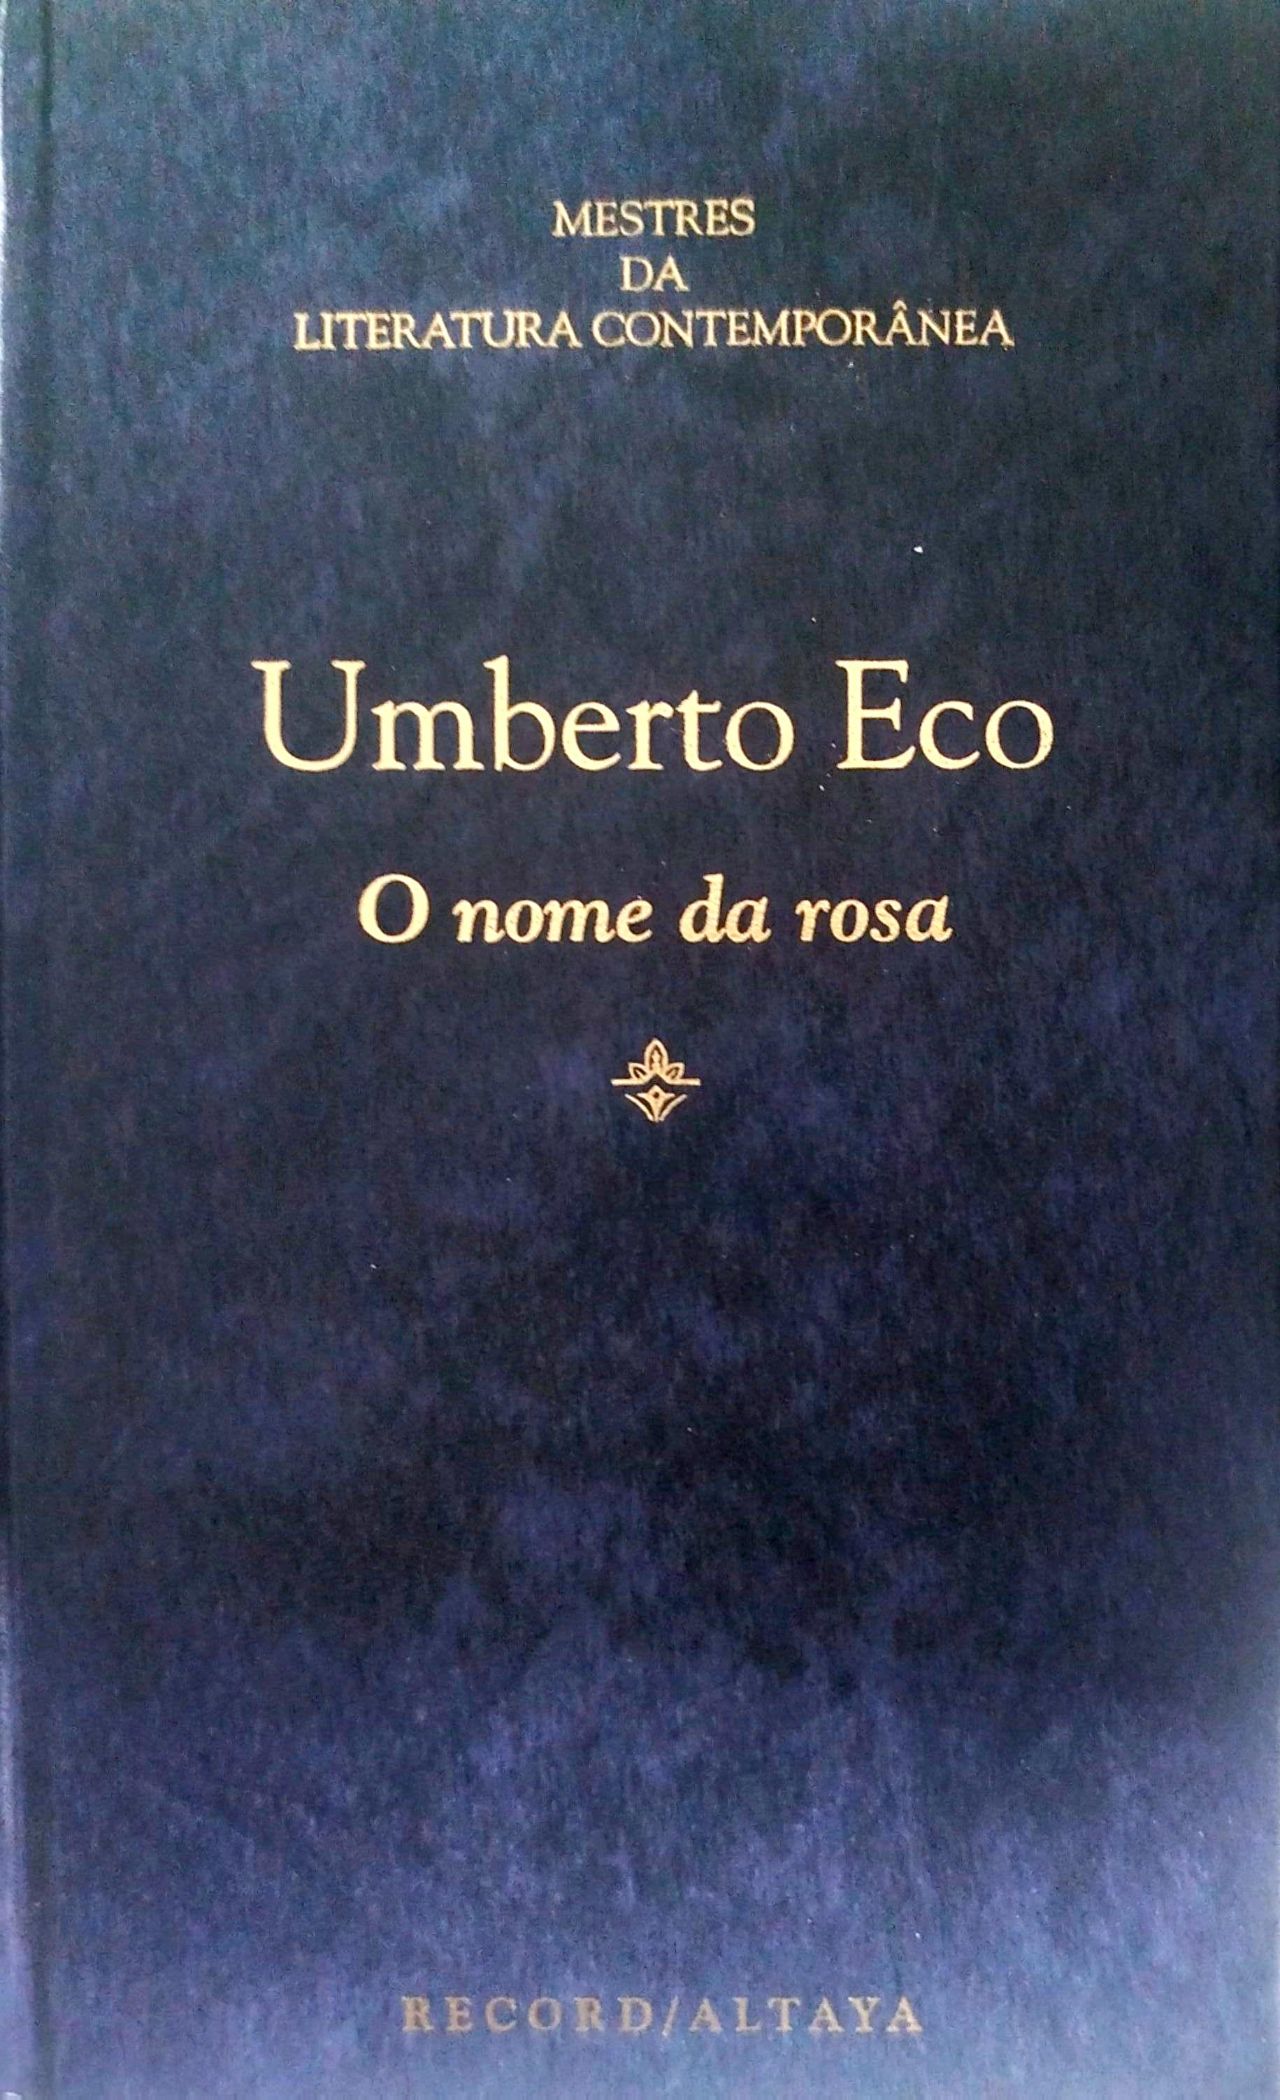 MESTRES
DA
LITERATURA CONTEMPORÂNEA
Umberto Eco
O nome da rosa
RECORD/ALTAYA